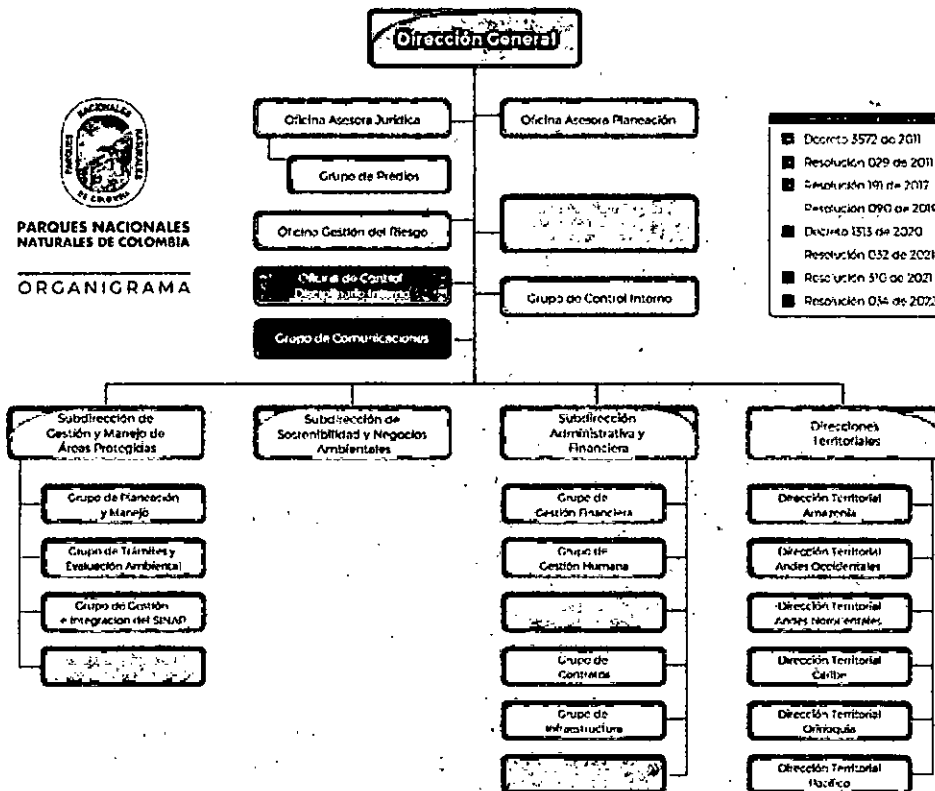 Dirección General
NACIONALES
PARQUES
NATURALES
DE COLOMBIA
PARQUES NACIONALES
NATURALES DE COLOMBIA
ORGANIGRAMA
Oficina Asesora Jurídica
Oficina Asesora Planeación
Grupo de Predios
Oficina Gestión del Riesgo
Oficina de Control
Disciplinario Interno
Grupo de Control Interno
Grupo de Comunicaciones
Decreto 3572 de 2011
Resolución 029 de 2011
Resolución 191 de 2017
Resolución 090 de 2019
Decreto 1313 de 2020
Resolución 032 de 2021
Resolución 310 de 2021
Resolución 034 de 2022
Subdirección de
Gestión y Manejo de
Áreas Protegidas
Grupo de Planeación
y Manejo
Grupo de Trámites y
Evaluación Ambiental
Grupo de Gestión
e Integración del SINAP
Subdirección de
Sostenibilidad y Negocios
Ambientales
Subdirección
Administrativa y
Financiera
Grupo de
Gestión Financiera
Grupo de
Gestión Humana
Grupo de
Contratos
Grupo de
Infraestructura
Direcciones
Territoriales
Dirección Territorial
Amazonía
Dirección Territorial
Andes Occidentales
Dirección Territorial
Andes Nororientales
Dirección Territorial
Caribe
Dirección Territorial
Orinoquía
Dirección Territorial
Pacífico